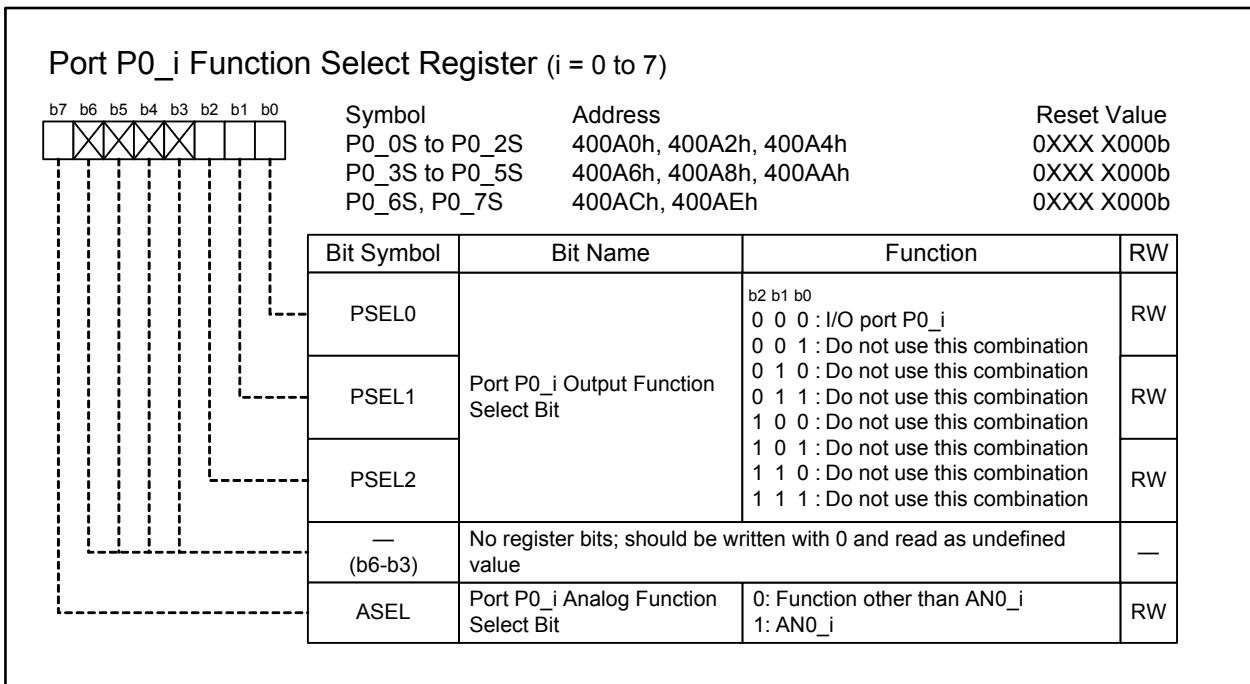 Port P0_i Function Select Register (i = 0 to 7)
b7 b6 b5 b4 b3 b2 b1 b0
Symbol Address Reset Value
P0_0S to P0_2S 400A0h, 400A2h, 400A4h 0XXX X000b
P0_3S to P0_5S 400A6h, 400A8h, 400AAh 0XXX X000b
P0_6S, P0_7S 400ACh, 400AEh 0XXX X000b
Bit Symbol Bit Name Function RW
PSEL0 RW
PSEL1 RW
PSEL2 RW
Port P0_i Output Function
Select Bit
b2 b1 b0
0 0 0 : I/O port P0_i
0 0 1 : Do not use this combination
0 1 0 : Do not use this combination
0 1 1 : Do not use this combination
1 0 0 : Do not use this combination
1 0 1 : Do not use this combination
1 1 0 : Do not use this combination
1 1 1 : Do not use this combination
—
(b6-b3)
No register bits; should be written with 0 and read as undefined
value
—
ASEL
Port P0_i Analog Function
Select Bit
0: Function other than AN0_i
1: AN0_i
RW